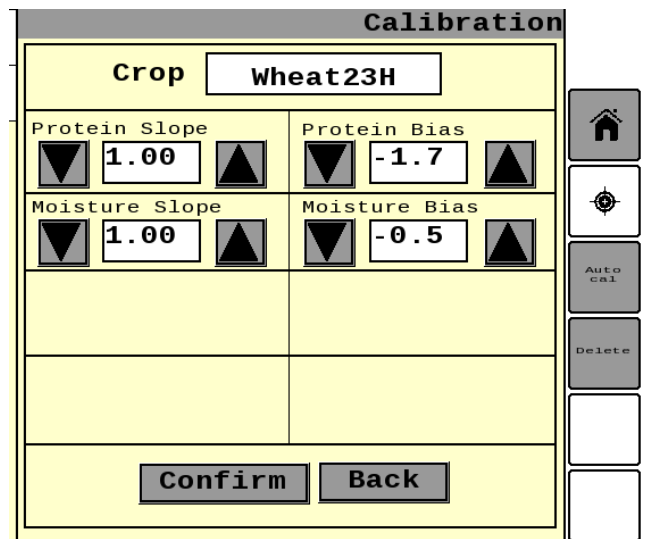 Calibration
Crop Wheat23H
Protein Slope Protein Bias
1.00 -1.7
Moisture Slope Moisture Bias
1.00 -0.5
Auto
cal
Delete
Confirm Back